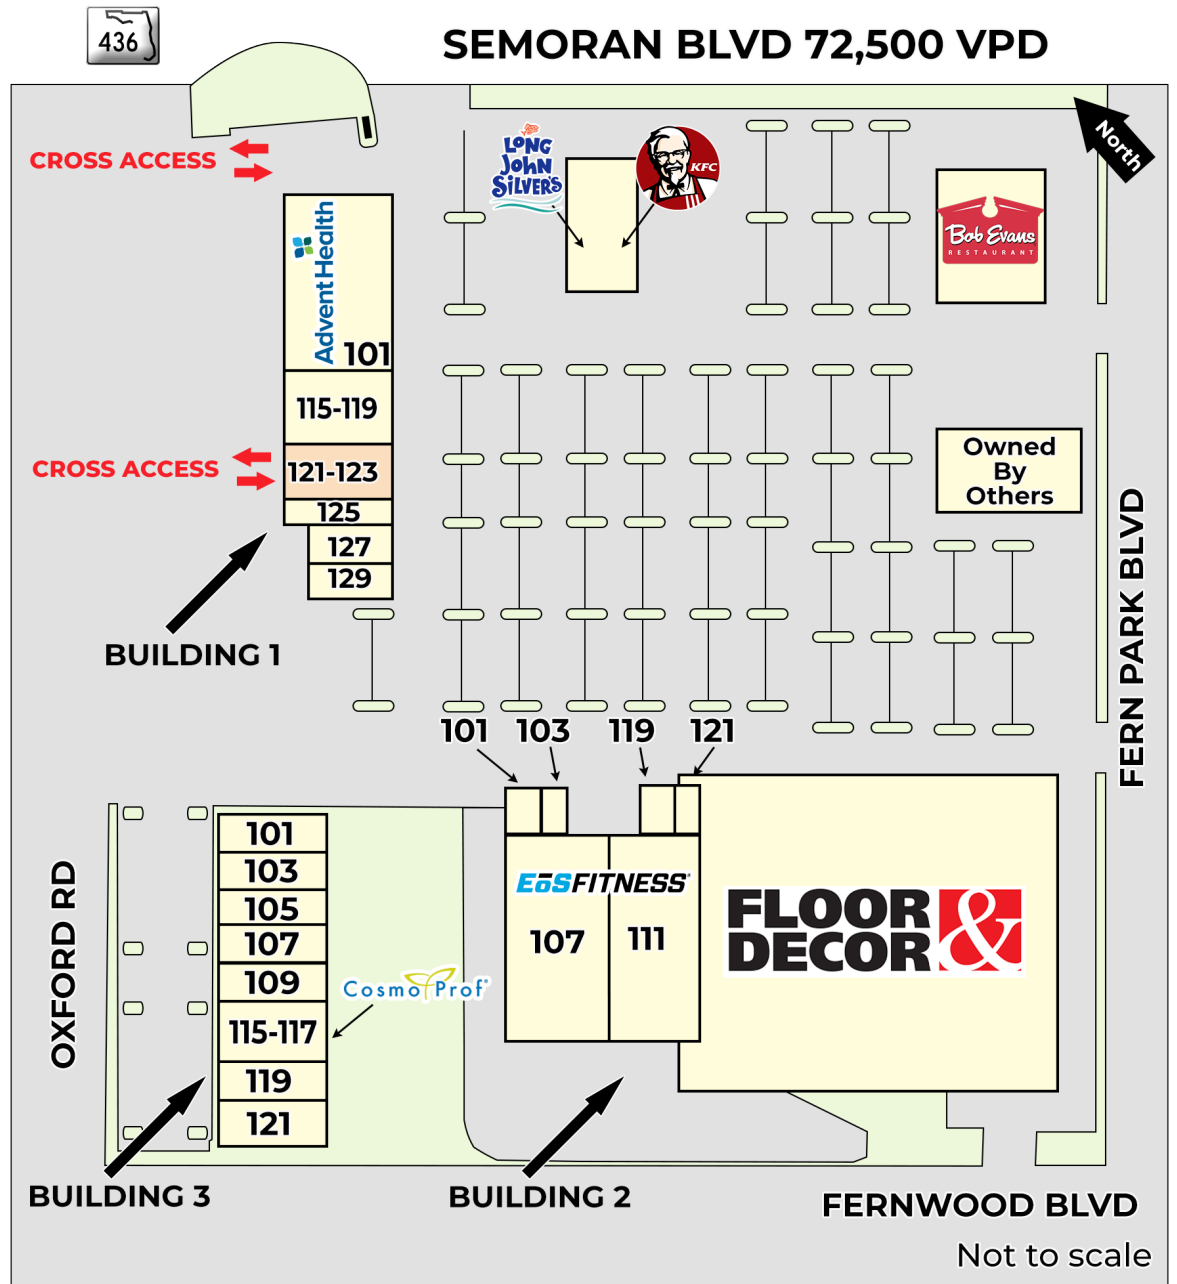 436
SEMORAN BLVD 72,500 VPD
North
CROSS ACCESS
LONG
JOHN
SILVER'S
KFC
Bob Evans
RESTAURANT
AdventHealth
101
115-119
CROSS ACCESS
121-123
125
127
129
BUILDING 1
Owned
By
Others
FERN PARK BLVD
101
103
119
121
EōSFITNESS
107
111
FLOOR &
DECOR
OXFORD RD
101
103
105
107
109
CosmoProf
115-117
119
121
BUILDING 3
BUILDING 2
FERNWOOD BLVD
Not to scale